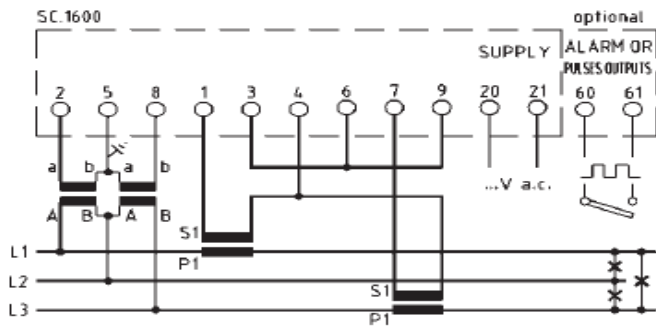 SC.1600 optional
SUPPLY ALARM OR
PULSES OUTPUTS
2 5 8 1 3 4 6 7 9 20 21 60 61
a b a b
...V a.c.
A B A B
S1
L1 P1
L2
S1
L3
P1